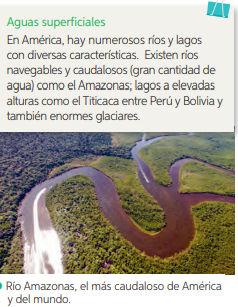 Aguas superficiales
En América, hay numerosos ríos y lagos
con diversas características.  Existen ríos
navegables y caudalosos (gran cantidad de
agua) como el Amazonas; lagos a elevadas
alturas como el Titicaca entre Perú y Bolivia y
también enormes glaciares.
Río Amazonas, el más caudaloso de América
y del mundo.